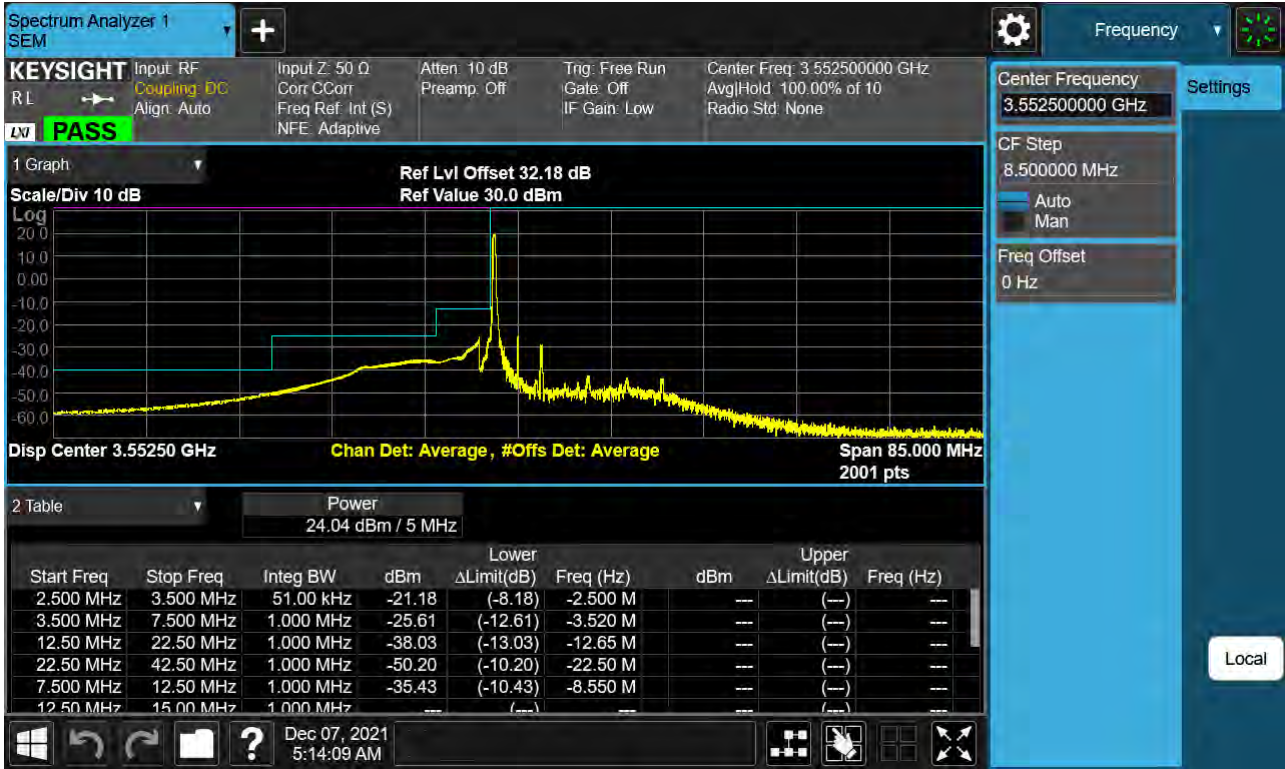 Spectrum Analyzer 1
SEM
+
Frequency
KEYSIGHT
RL
LXI
PASS
Input: RF
Coupling: DC
Align: Auto
Input Z: 50 Ω
Corr CCorr
Freq Ref: Int (S)
NFE: Adaptive
Atten: 10 dB
Preamp: Off
Trig: Free Run
Gate: Off
IF Gain: Low
Center Freq: 3.552500000 GHz
Avg|Hold: 100.00% of 10
Radio Std: None
Center Frequency
3.552500000 GHz
Settings
CF Step
8.500000 MHz
Auto
Man
Freq Offset
0 Hz
1 Graph
Scale/Div 10 dB
Ref Lvl Offset 32.18 dB
Ref Value 30.0 dBm
Log
20.0
10.0
0.00
-10.0
-20.0
-30.0
-40.0
-50.0
-60.0
Disp Center 3.55250 GHz
Chan Det: Average, #Offs Det: Average
Span 85.000 MHz
2001 pts
2 Table
Power
24.04 dBm / 5 MHz
Lower Upper
Start Freq Stop Freq Integ BW dBm ΔLimit(dB) Freq (Hz) dBm ΔLimit(dB) Freq (Hz)
2.500 MHz 3.500 MHz 51.00 kHz -21.18 (-8.18) -2.500 M --- (---) ---
3.500 MHz 7.500 MHz 1.000 MHz -25.61 (-12.61) -3.520 M --- (---) ---
12.50 MHz 22.50 MHz 1.000 MHz -38.03 (-13.03) -12.65 M --- (---) ---
22.50 MHz 42.50 MHz 1.000 MHz -50.20 (-10.20) -22.50 M --- (---) ---
7.500 MHz 12.50 MHz 1.000 MHz -35.43 (-10.43) -8.550 M --- (---) ---
12.50 MHz 15.00 MHz 1.000 MHz --- (---) --- --- (---) ---
Local
?
Dec 07, 2021
5:14:09 AM